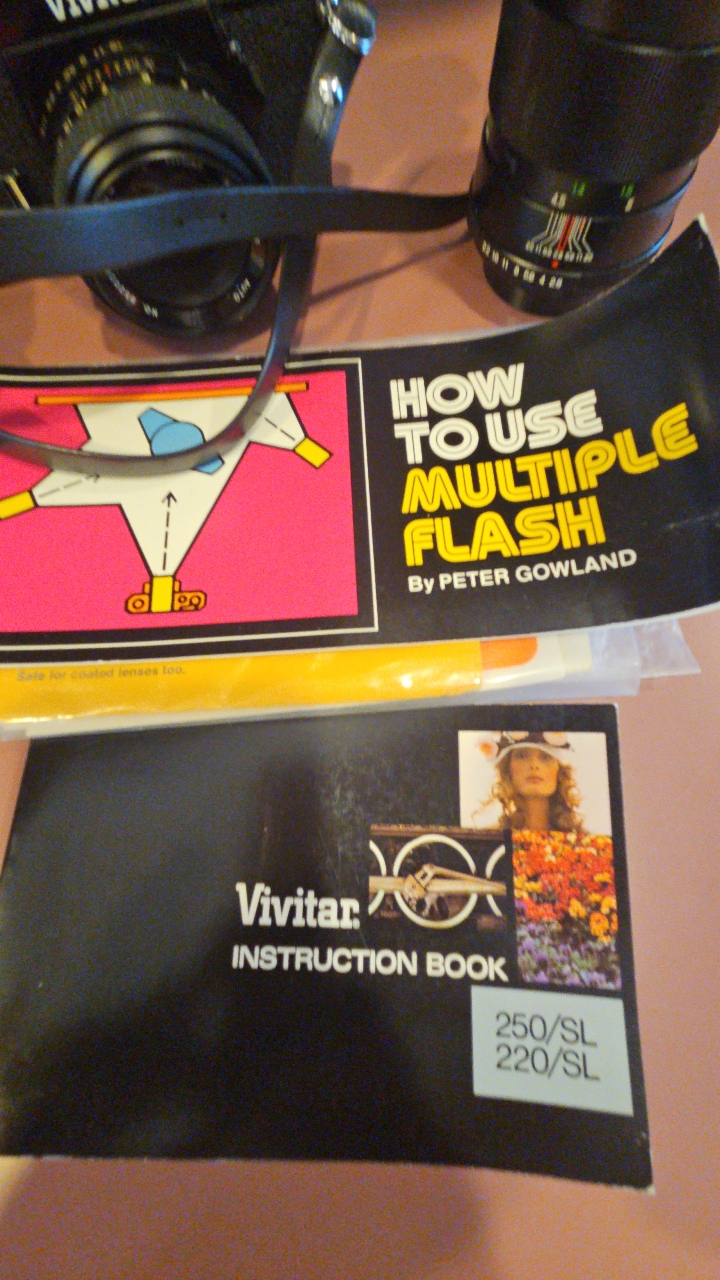 HOW
TO USE
MULTIPLE
FLASH
By PETER GOWLAND
Safe for coated lenses too.
Vivitar.
INSTRUCTION BOOK
250/SL
220/SL